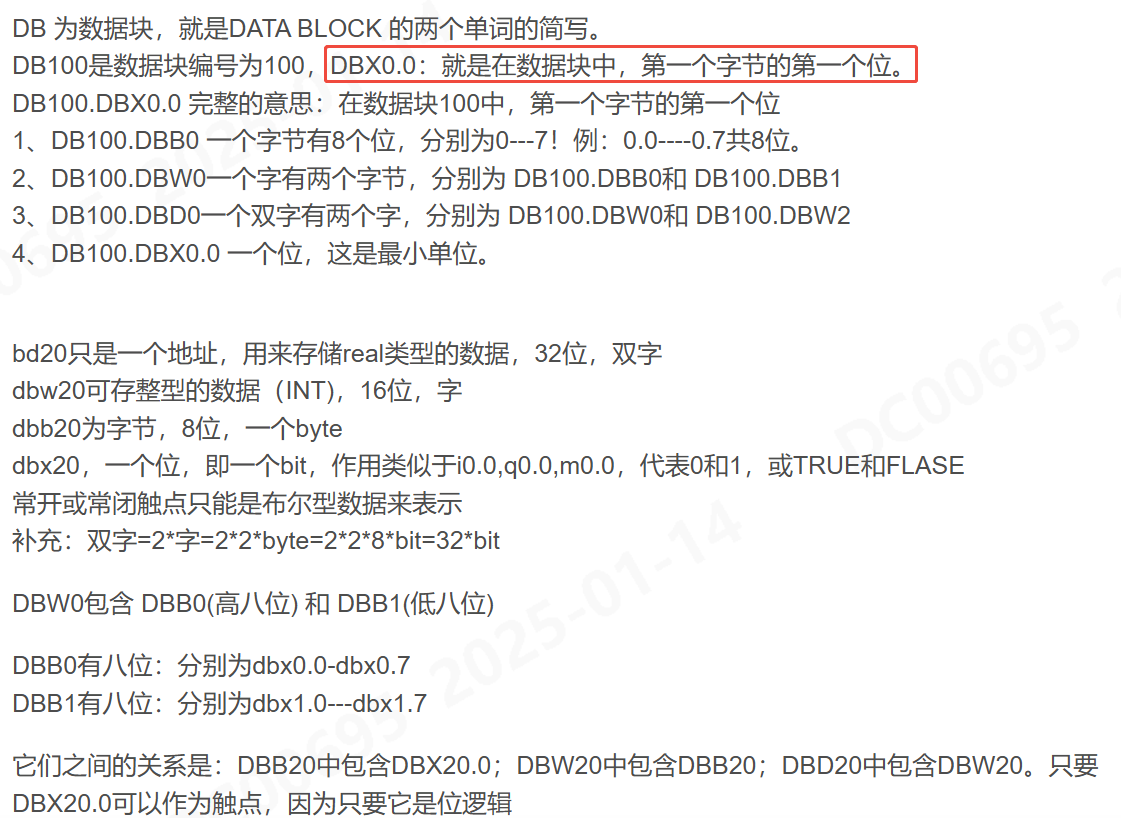 DB 为数据块，就是DATA BLOCK 的两个单词的简写。
DB100是数据块编号为100，DBX0.0：就是在数据块中，第一个字节的第一个位。
DB100.DBX0.0 完整的意思：在数据块100中，第一个字节的第一个位
1、DB100.DBB0 一个字节有8个位，分别为0---7！例：0.0----0.7共8位。
2、DB100.DBW0一个字有两个字节，分别为 DB100.DBB0和 DB100.DBB1
3、DB100.DBD0一个双字有两个字，分别为 DB100.DBW0和 DB100.DBW2
4、DB100.DBX0.0 一个位，这是最小单位。
bd20只是一个地址，用来存储real类型的数据，32位，双字
dbw20可存整型的数据（INT)，16位，字
dbb20为字节，8位，一个byte
dbx20，一个位，即一个bit，作用类似于i0.0,q0.0,m0.0，代表0和1，或TRUE和FLASE
常开或常闭触点只能是布尔型数据来表示
补充：双字=2*字=2*2*byte=2*2*8*bit=32*bit
DBW0包含 DBB0(高八位) 和 DBB1(低八位)
DBB0有八位：分别为dbx0.0-dbx0.7
DBB1有八位：分别为dbx1.0---dbx1.7
它们之间的关系是：DBB20中包含DBX20.0；DBW20中包含DBB20；DBD20中包含DBW20。只要
DBX20.0可以作为触点，因为只要它是位逻辑
DC00695 2025-01-14